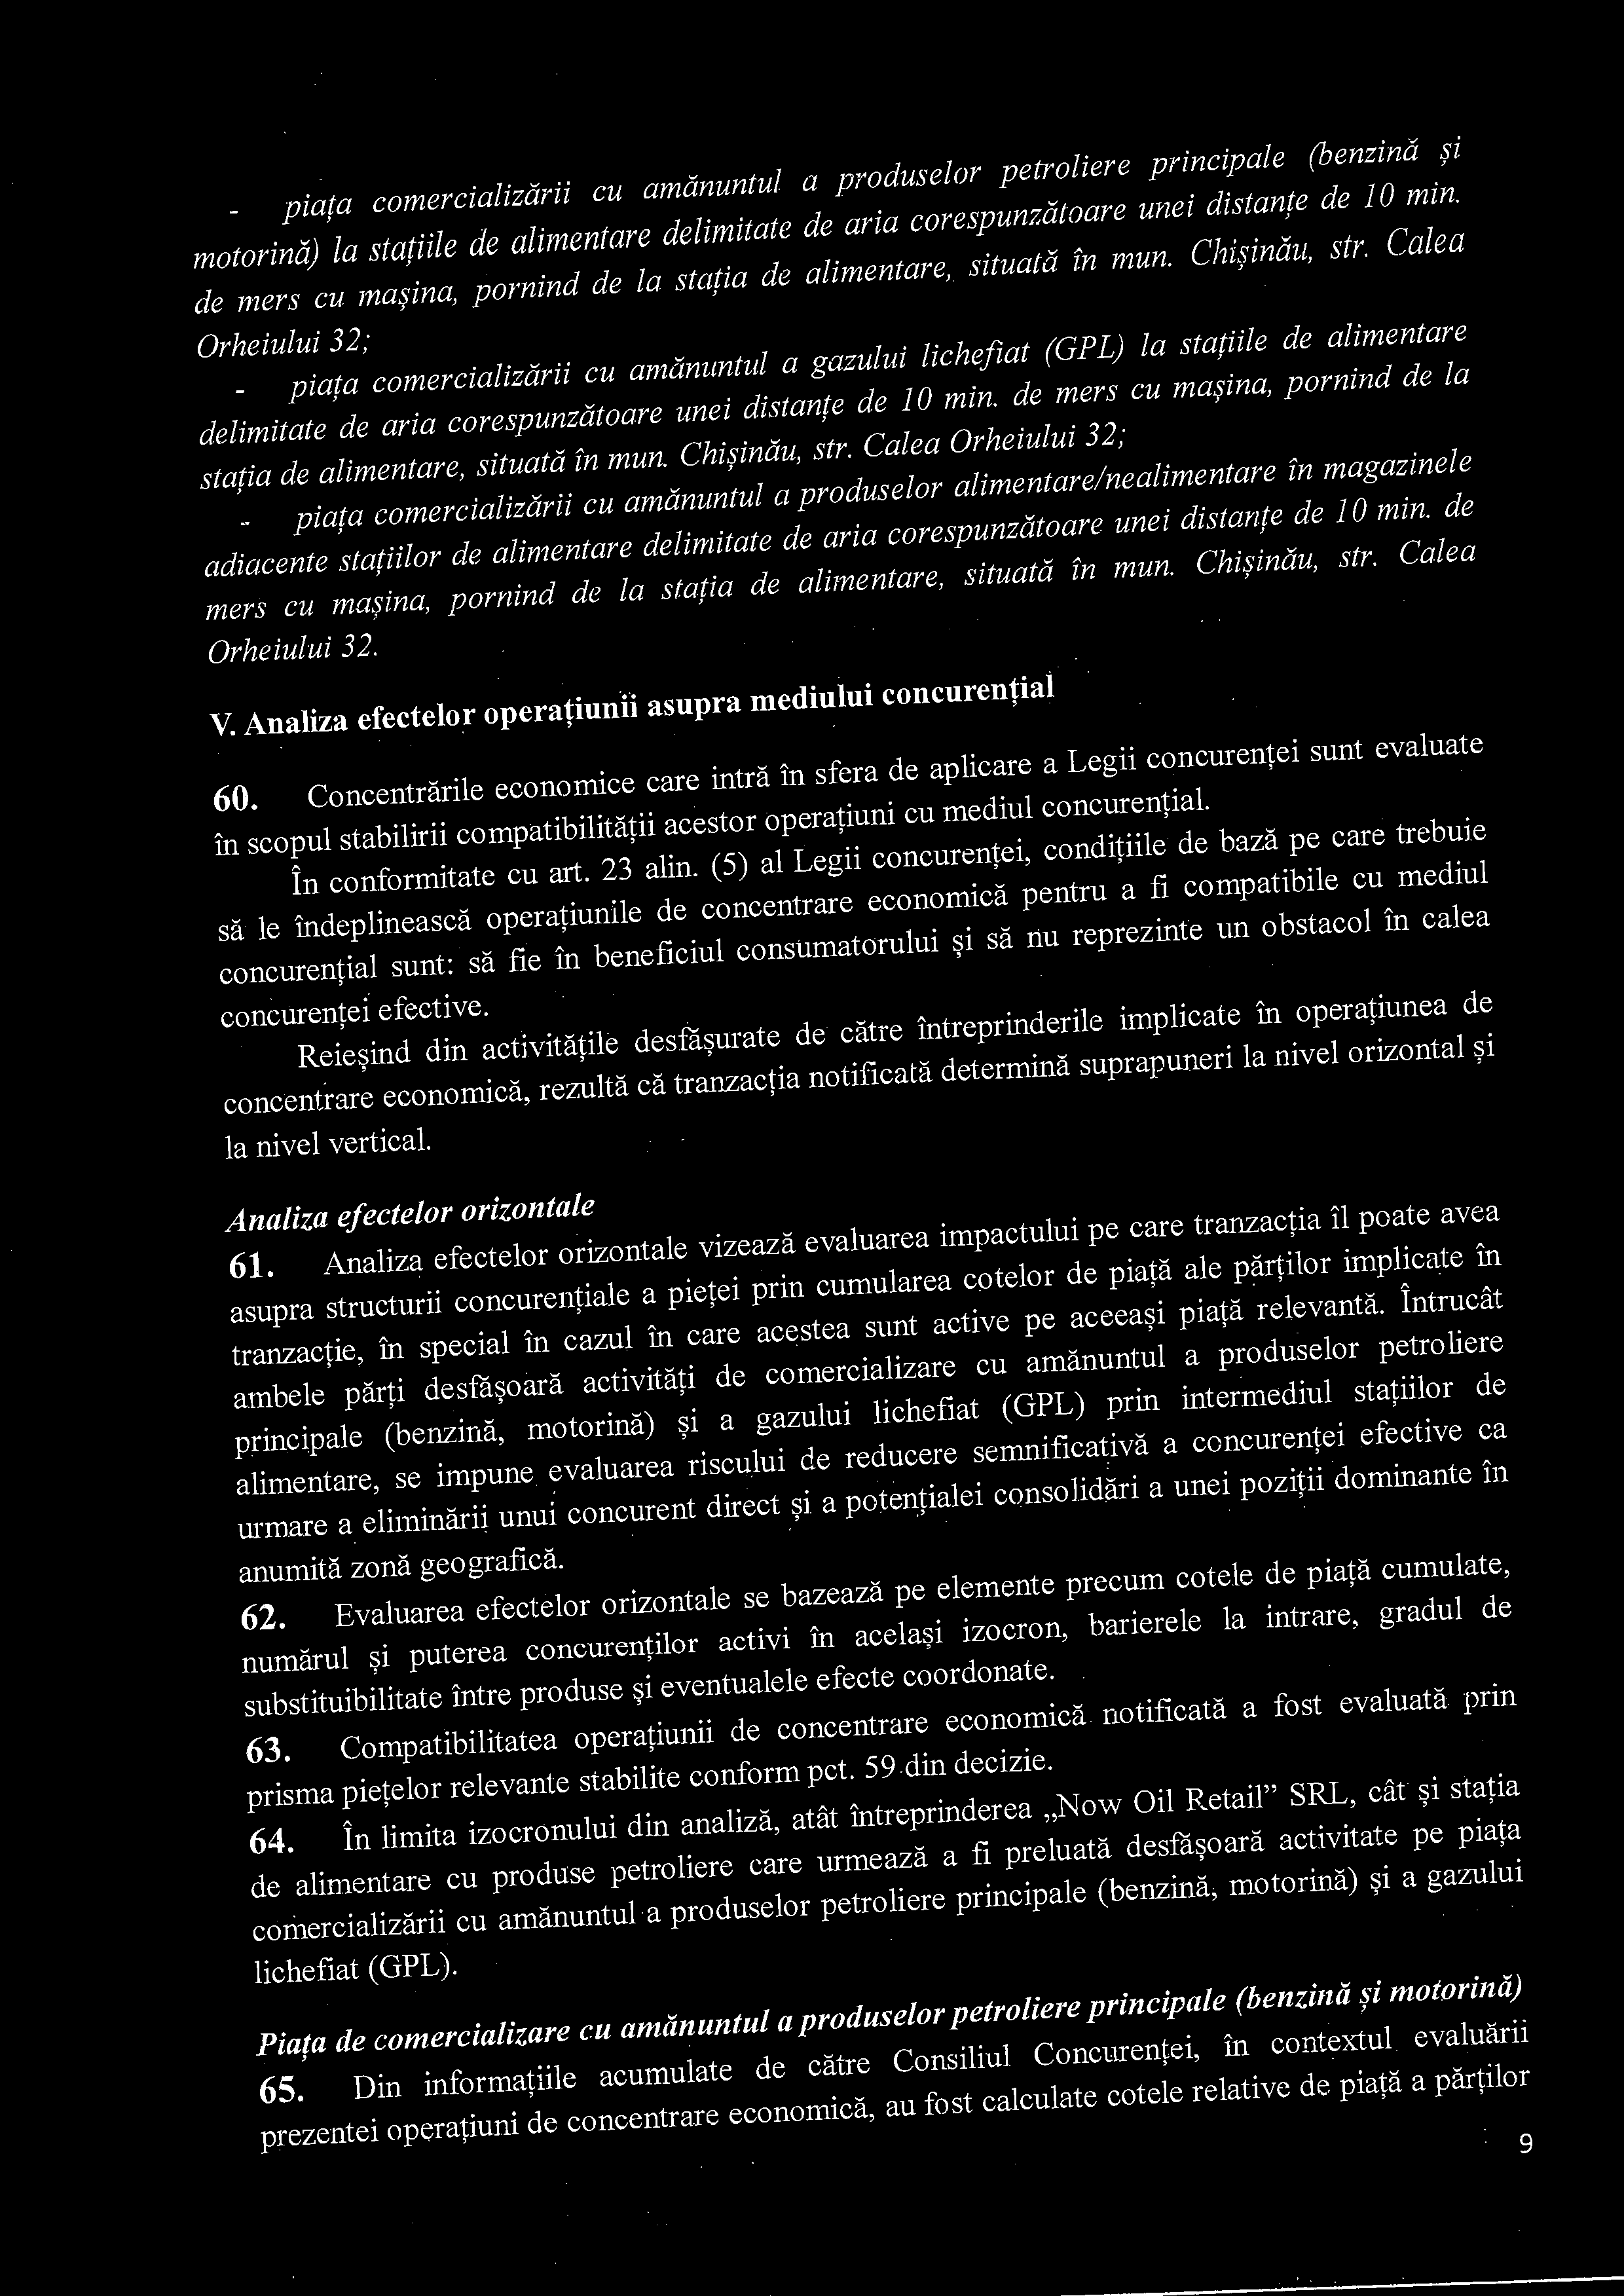 - piața comercializării cu amănuntul a produselor petroliere principale (benzină și
motorină) la stațiile de alimentare delimitate de aria corespunzătoare unei distanțe de 10 min.
de mers cu mașina, pornind de la stația de alimentare, situată în mun. Chișinău, str. Calea
Orheiului 32;
- piața comercializării cu amănuntul a gazului lichefiat (GPL) la stațiile de alimentare
delimitate de aria corespunzătoare unei distanțe de 10 min. de mers cu mașina, pornind de la
stația de alimentare, situată în mun. Chișinău, str. Calea Orheiului 32;
- piața comercializării cu amănuntul a produselor alimentare/nealimentare în magazinele
adiacente stațiilor de alimentare delimitate de aria corespunzătoare unei distanțe de 10 min. de
mers cu mașina, pornind de la stația de alimentare, situată în mun. Chișinău, str. Calea
Orheiului 32.
V. Analiza efectelor operațiunii asupra mediului concurențial
60. Concentrările economice care intră în sfera de aplicare a Legii concurenței sunt evaluate
în scopul stabilirii compatibilității acestor operațiuni cu mediul concurențial.
În conformitate cu art. 23 alin. (5) al Legii concurenței, condițiile de bază pe care trebuie
să le îndeplinească operațiunile de concentrare economică pentru a fi compatibile cu mediul
concurențial sunt: să fie în beneficiul consumatorului și să nu reprezinte un obstacol în calea
concurenței efective.
Reieșind din activitățile desfășurate de către întreprinderile implicate în operațiunea de
concentrare economică, rezultă că tranzacția notificată determină suprapuneri la nivel orizontal și
la nivel vertical.
Analiza efectelor orizontale
61. Analiza efectelor orizontale vizează evaluarea impactului pe care tranzacția îl poate avea
asupra structurii concurențiale a pieței prin cumularea cotelor de piață ale părților implicate în
tranzacție, în special în cazul în care acestea sunt active pe aceeași piață relevantă. Întrucât
ambele părți desfășoară activități de comercializare cu amănuntul a produselor petroliere
principale (benzină, motorină) și a gazului lichefiat (GPL) prin intermediul stațiilor de
alimentare, se impune evaluarea riscului de reducere semnificativă a concurenței efective ca
urmare a eliminării unui concurent direct și a potențialei consolidări a unei poziții dominante în
anumită zonă geografică.
62. Evaluarea efectelor orizontale se bazează pe elemente precum cotele de piață cumulate,
numărul și puterea concurenților activi în același izocron, barierele la intrare, gradul de
substituibilitate între produse și eventualele efecte coordonate.
63. Compatibilitatea operațiunii de concentrare economică notificată a fost evaluată prin
prisma piețelor relevante stabilite conform pct. 59 din decizie.
64. În limita izocronului din analiză, atât întreprinderea „Now Oil Retail” SRL, cât și stația
de alimentare cu produse petroliere care urmează a fi preluată desfășoară activitate pe piața
comercializării cu amănuntul a produselor petroliere principale (benzină, motorină) și a gazului
lichefiat (GPL).
Piața de comercializare cu amănuntul a produselor petroliere principale (benzină și motorină)
65. Din informațiile acumulate de către Consiliul Concurenței, în contextul evaluării
prezentei operațiuni de concentrare economică, au fost calculate cotele relative de piață a părților
9